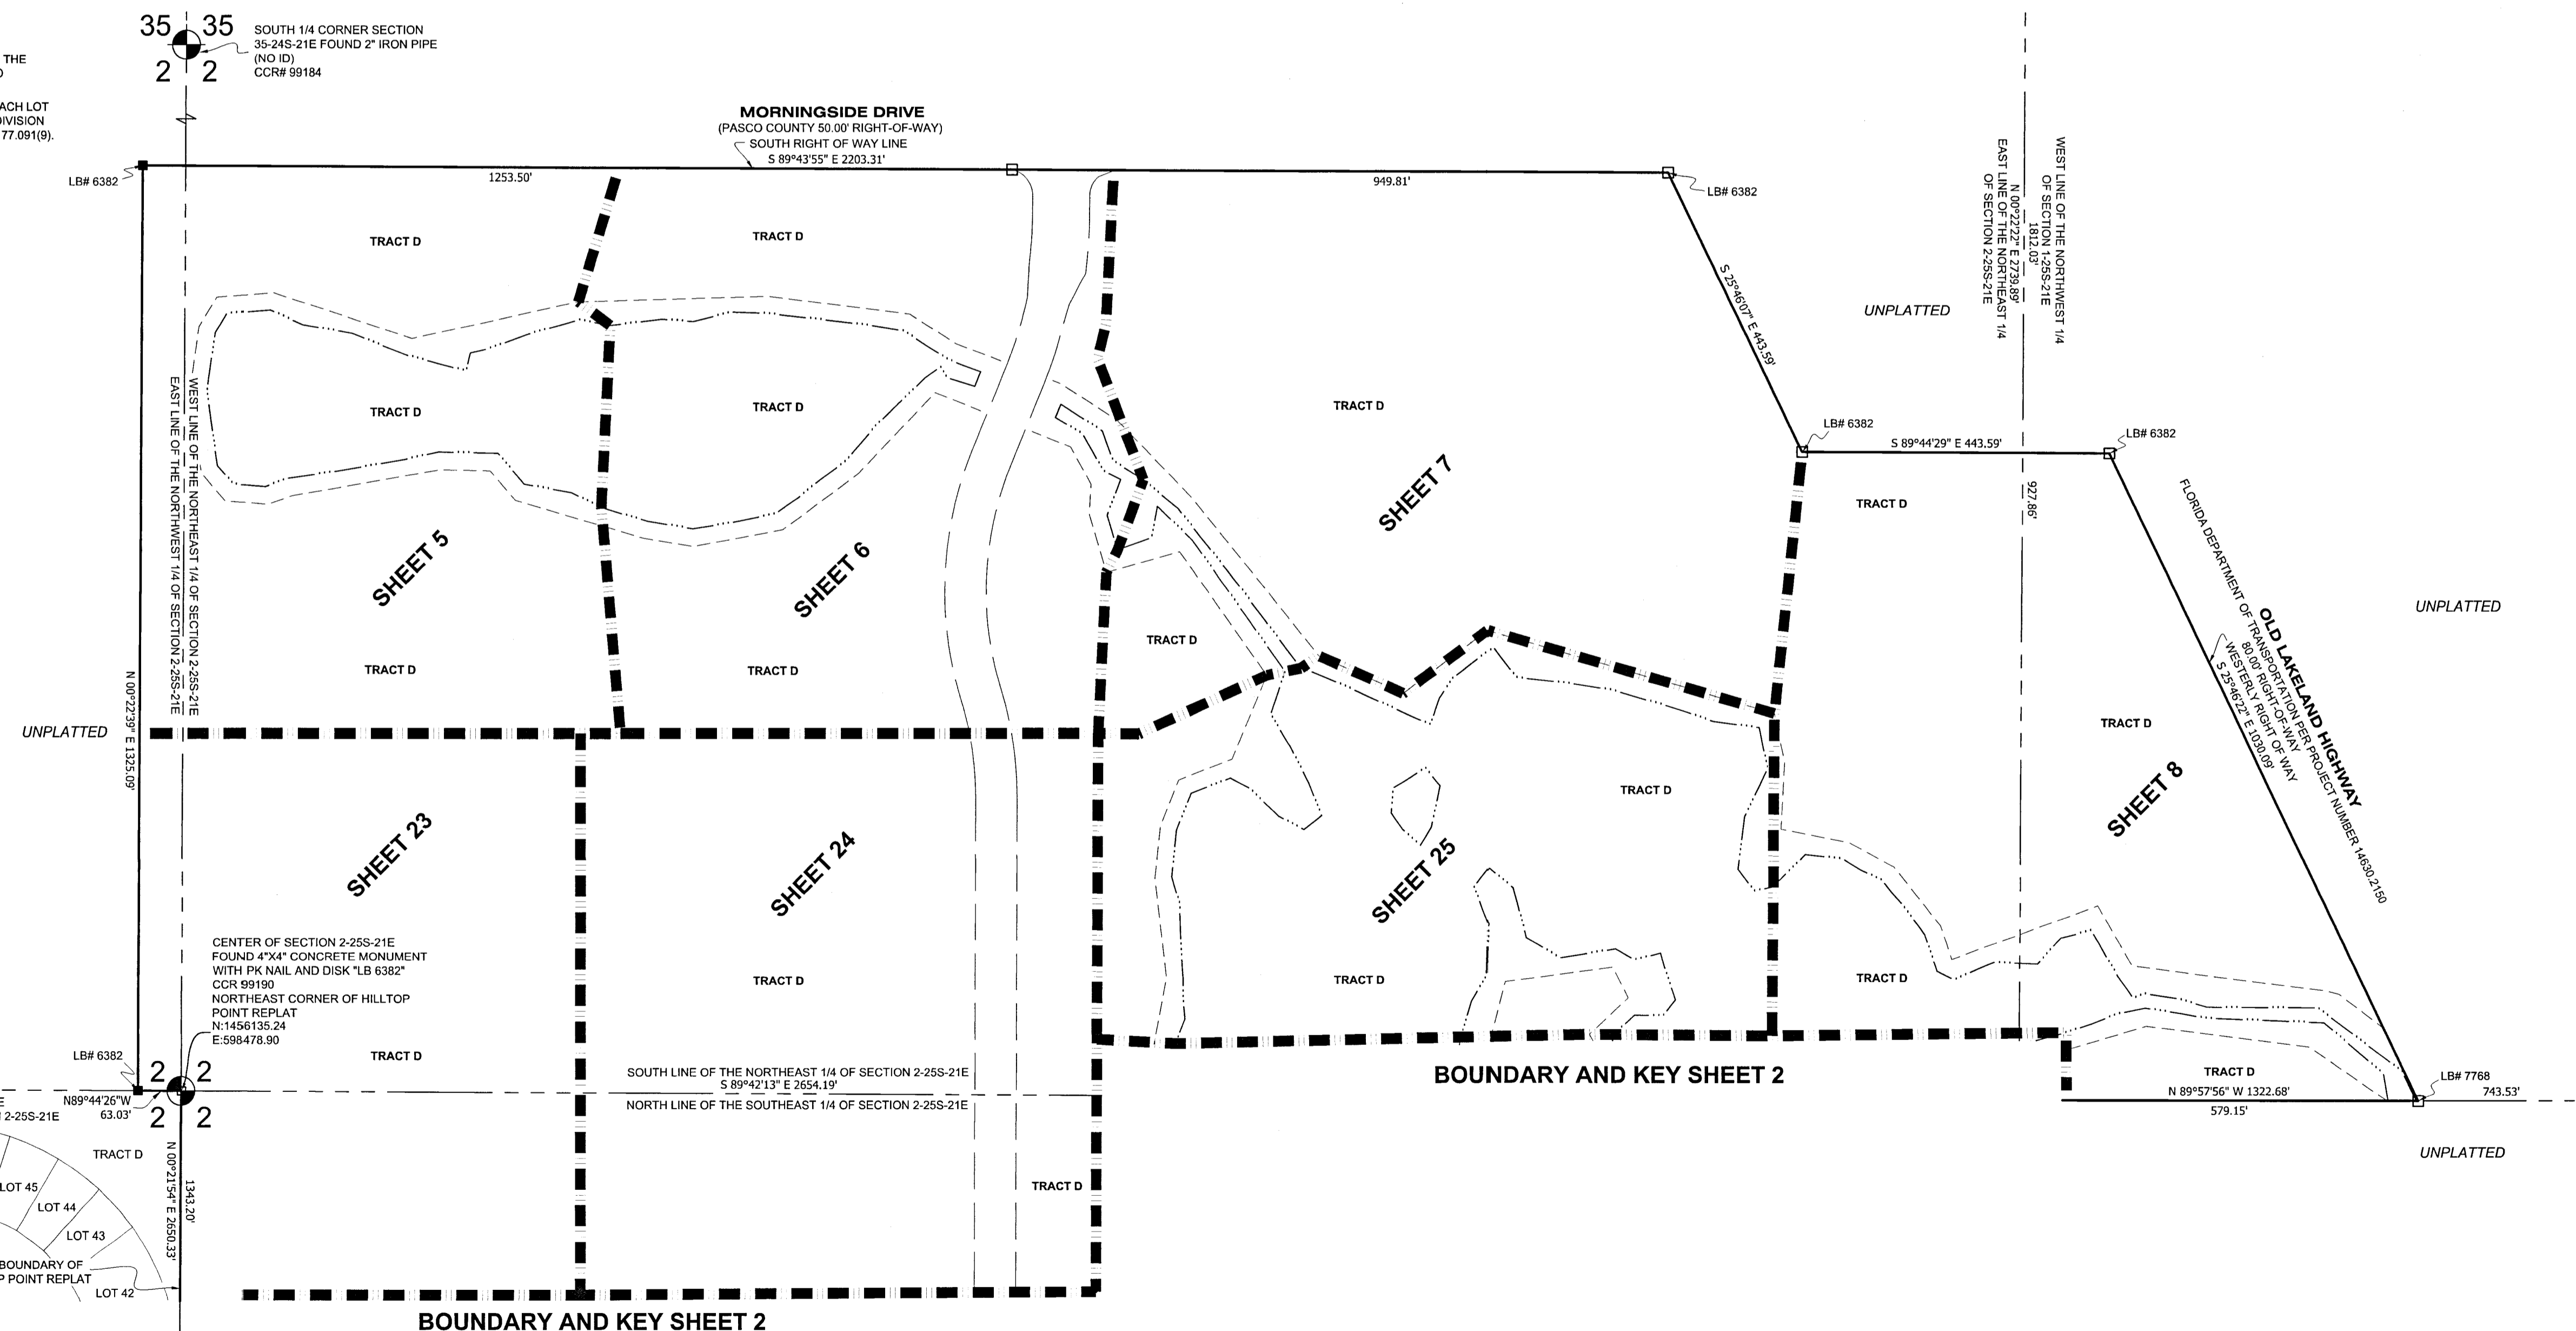 35 35
2 2
SOUTH 1/4 CORNER SECTION
35-24S-21E FOUND 2" IRON PIPE
(NO ID)
CCR# 99184
THE
ACH LOT
DIVISION
77.091(9).
MORNINGSIDE DRIVE
(PASCO COUNTY 50.00' RIGHT-OF-WAY)
SOUTH RIGHT OF WAY LINE
S 89°43'55" E 2203.31'
1253.50'
949.81'
LB# 6382
LB# 6382
S 25°46'07" E 443.59'
WEST LINE OF THE NORTHWEST 1/4
OF SECTION 1-25S-21E
1812.03'
N 00°22'22" E 2739.89'
EAST LINE OF THE NORTHEAST 1/4
OF SECTION 2-25S-21E
UNPLATTED
TRACT D
TRACT D
TRACT D
TRACT D
TRACT D
WEST LINE OF THE NORTHEAST 1/4 OF SECTION 2-25S-21E
EAST LINE OF THE NORTHWEST 1/4 OF SECTION 2-25S-21E
LB# 6382
S 89°44'29" E 443.59'
LB# 6382
927.86'
TRACT D
SHEET 5
SHEET 6
SHEET 7
FLORIDA DEPARTMENT OF TRANSPORTATION PER PROJECT NUMBER 14630.2150
OLD LAKELAND HIGHWAY
80.00' RIGHT-OF-WAY
WESTERLY RIGHT OF WAY
S 25°46'22" E 1030.09'
UNPLATTED
TRACT D
TRACT D
TRACT D
UNPLATTED
N 00°22'39" E 1325.09'
TRACT D
SHEET 8
TRACT D
SHEET 23
SHEET 24
SHEET 25
CENTER OF SECTION 2-25S-21E
FOUND 4"X4" CONCRETE MONUMENT
WITH PK NAIL AND DISK "LB 6382"
CCR 99190
NORTHEAST CORNER OF HILLTOP
POINT REPLAT
N:1456135.24
E:598478.90
TRACT D
TRACT D
TRACT D
TRACT D
LB# 6382
2 2
2 2
N89°44'26"W
63.03'
E
2-25S-21E
SOUTH LINE OF THE NORTHEAST 1/4 OF SECTION 2-25S-21E
S 89°42'13" E 2654.19'
NORTH LINE OF THE SOUTHEAST 1/4 OF SECTION 2-25S-21E
BOUNDARY AND KEY SHEET 2
TRACT D
N 89°57'56" W 1322.68'
579.15'
LB# 7768
743.53'
UNPLATTED
TRACT D
N 00°21'54" E 2650.33'
1343.20'
TRACT D
LOT 45
LOT 44
LOT 43
BOUNDARY OF
P POINT REPLAT
LOT 42
BOUNDARY AND KEY SHEET 2